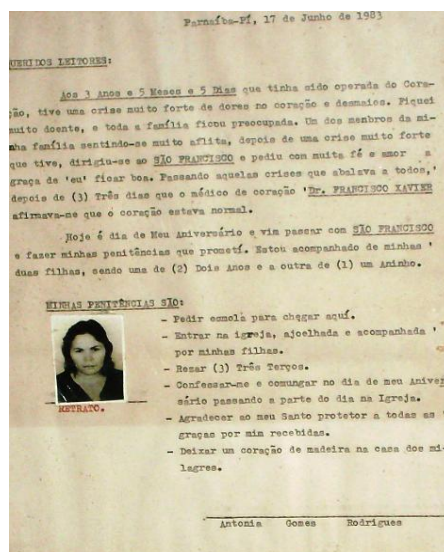 Parnaíba-Pí, 17 de Junho de 1983
QUERIDOS LEITORES:
Aos 3 Anos e 5 Meses e 5 Dias que tinha sido operada do Cora-
ção, tive uma crise muito forte de dores no coração e desmaios. Fiquei
muito doente, e toda a família ficou preocupada. Um dos membros da mi-
nha família sentindo-se muito aflita, depois de uma crise muito forte
que tive, dirigiu-se ao SÃO FRANCISCO e pediu com muita fé e amor a
graça de 'eu' ficar boa. Passando aquelas crises que abalava a todos,'
depois de (3) Três dias que o médico de coração 'Dr. FRANCISCO XAVIER
afirmava-me que o coração estava normal.
Hoje é dia de Meu Aniversário e vim passar com SÃO FRANCISCO
e fazer minhas penitências que prometí. Estou acompanhado de minhas '
duas filhas, sendo uma de (2) Dois Anos e a outra de (1) um Aninho.
MINHAS PENITÊNCIAS SÃO:
- Pedir esmola para chegar aquí.
- Entrar na igreja, ajoelhada e acompanhada '
por minhas filhas.
- Resar (3) Três Terços.
- Confessar-me e comungar no dia de meu Aniver
sário passando a parte do dia na Igreja.
RETRATO.
- Agradecer ao meu Santo protetor a todas as '
graças por mim recebidas.
- Deixar um coração de madeira na casa dos mi-
lagres.
Antonia Gomes Rodrigues